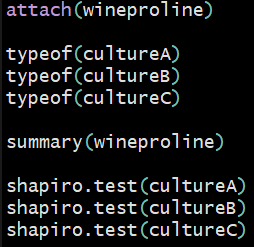 attach(wineproline)
typeof(cultureA)
typeof(cultureB)
typeof(cultureC)
summary(wineproline)
shapiro.test(cultureA)
shapiro.test(cultureB)
shapiro.test(cultureC)